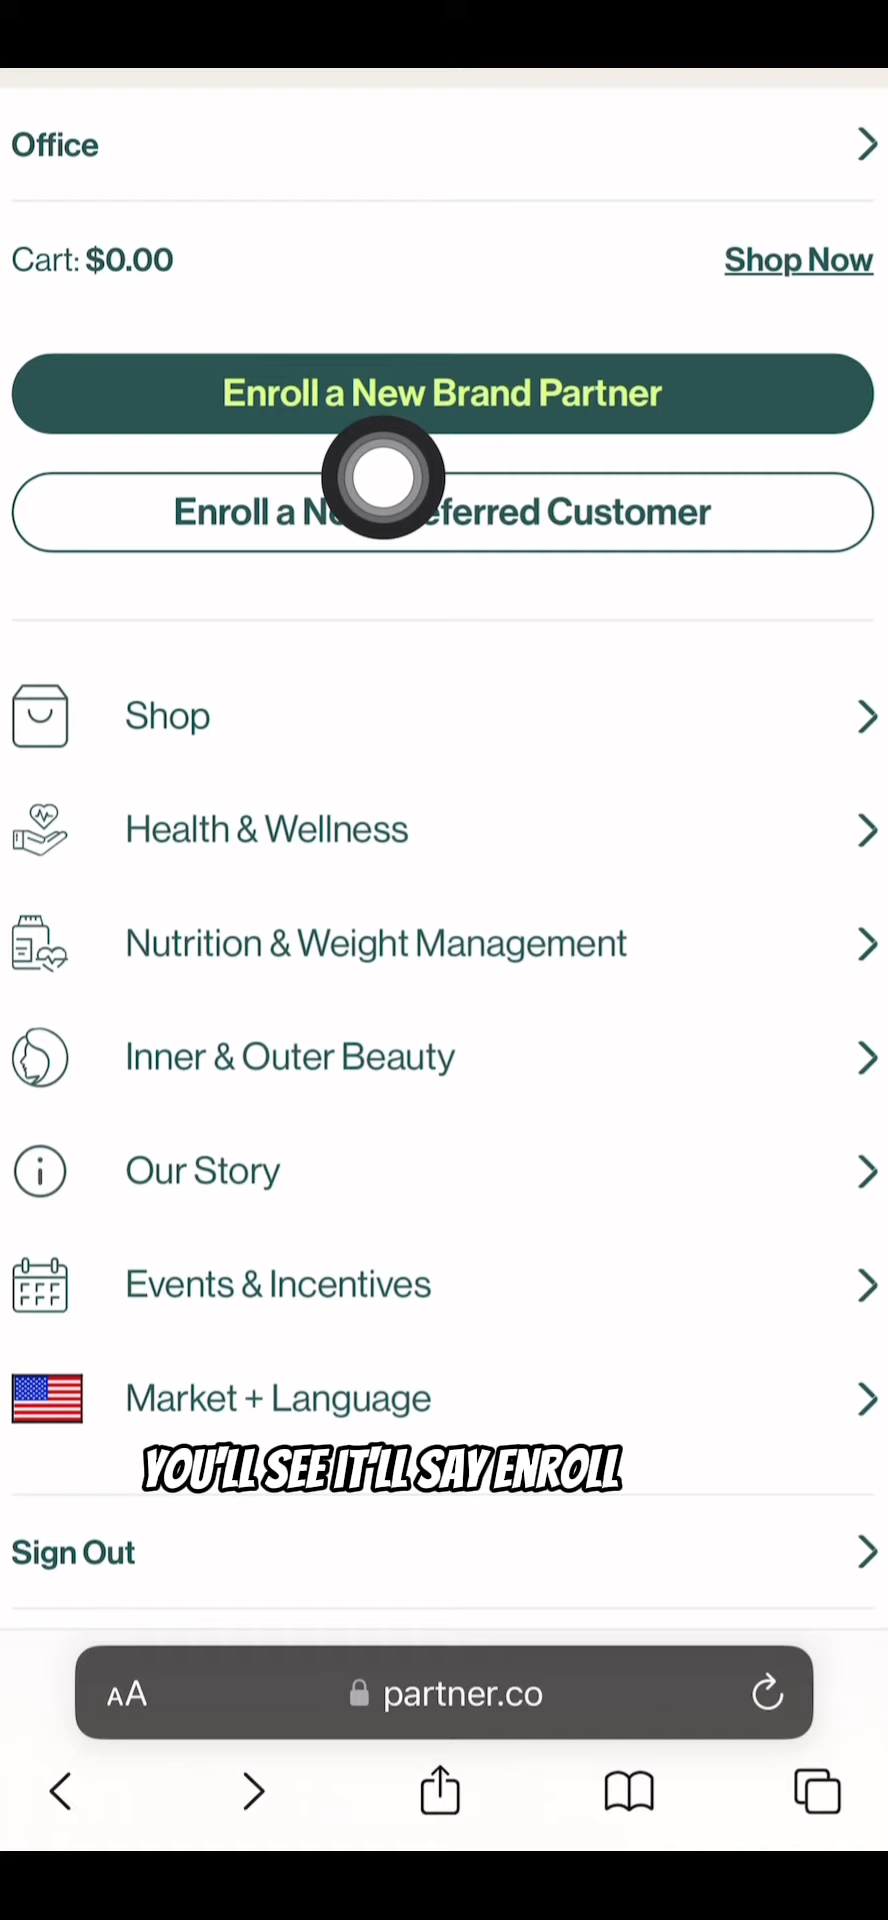 Office
Cart: $0.00
Shop Now
Enroll a New Brand Partner
Enroll a eferred Customer
Shop
Health & Wellness
Nutrition & Weight Management
Inner & Outer Beauty
Our Story
Events & Incentives
Market + Language
YOU'LL SEE IT'LL SAY ENROLL
Sign Out
AA
partner.co